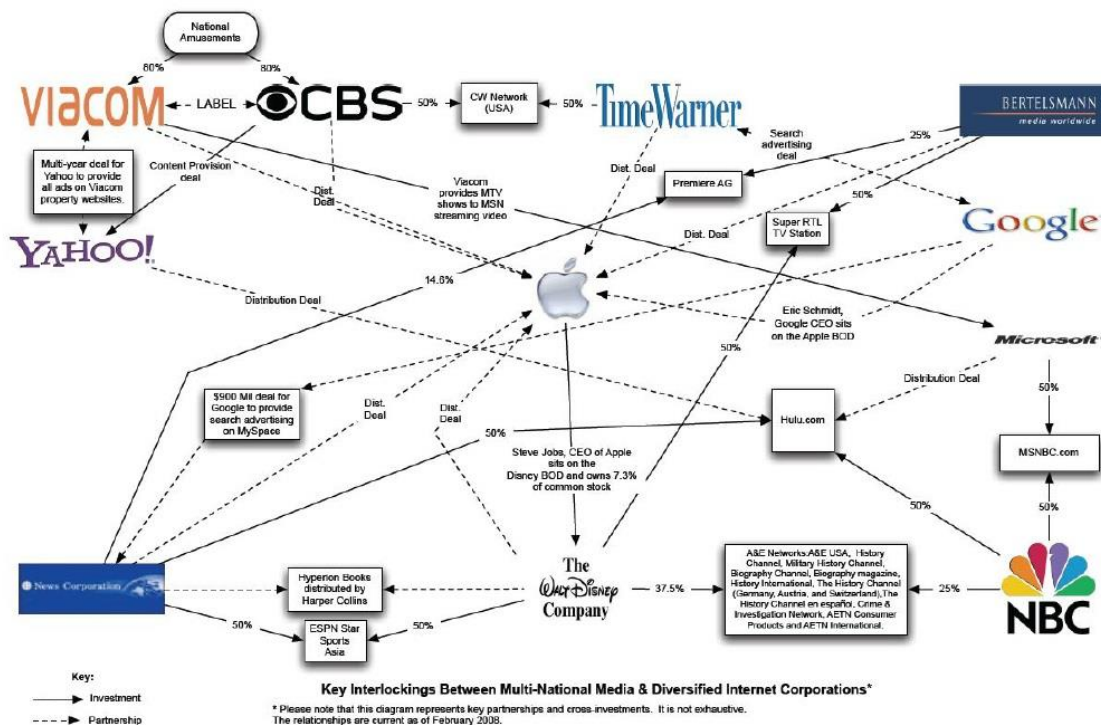 National
Amusements
80%
80%
VIACOM
LABEL
CBS
50%
CW Network
(USA)
50%
TimeWarner
BERTELSMANN
media worldwide
Multi-year deal for
Yahoo to provide
all ads on Viacom
property websites.
Content Provision
deal
Dist.
Deal
Viacom
provides MTV
shows to MSN
streaming video
Dist. Deal
Search
advertising
deal
25%
Premiere AG
50%
Super RTL
TV Station
Google
YAHOO!
14.6%
Dist. Deal
Distribution Deal
Eric Schmidt,
Google CEO sits
on the Apple BOD
Microsoft
50%
Distribution Deal
50%
$900 Mil deal for
Google to provide
search advertising
on MySpace
Dist.
Deal
Dist.
Deal
50%
Hulu.com
MSNBC.com
Steve Jobs, CEO of Apple
sits on the
Disney BOD and owns 7.3%
of common stock
50%
50%
News Corporation
Hyperion Books
distributed by
Harper Collins
The
WALT DISNEY
Company
37.5%
A&E Networks:A&E USA, History
Channel, Military History Channel,
Biography Channel, Biography magazine,
History International, The History Channel
(Germany, Austria, and Switzerland),The
History Channel en español, Crime &
Investigation Network, AETN Consumer
Products and AETN International.
25%
NBC
50%
ESPN Star
Sports
Asia
50%
Key:
Investment
Partnership
Key Interlockings Between Multi-National Media & Diversified Internet Corporations*
* Please note that this diagram represents key partnerships and cross-investments. It is not exhaustive.
The relationships are current as of February 2008.